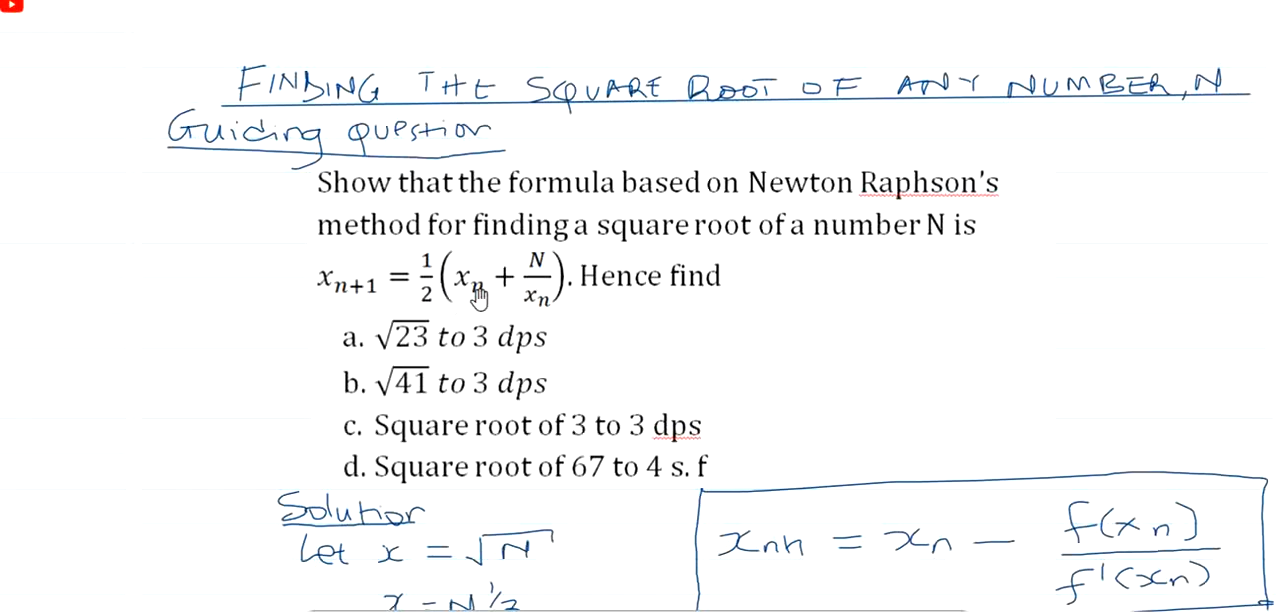 FINDING THE SQUARE ROOT OF ANY NUMBER, N
Guiding question
Show that the formula based on Newton Raphson's
method for finding a square root of a number N is
xₙ₊₁ = 1/2 (xₙ + N/xₙ). Hence find
a. √23 to 3 dps
b. √41 to 3 dps
c. Square root of 3 to 3 dps
d. Square root of 67 to 4 s. f
Solution
Let x = √N
x = N^1/2
xₙ₊₁ = xₙ − f(xₙ)/f'(xₙ)